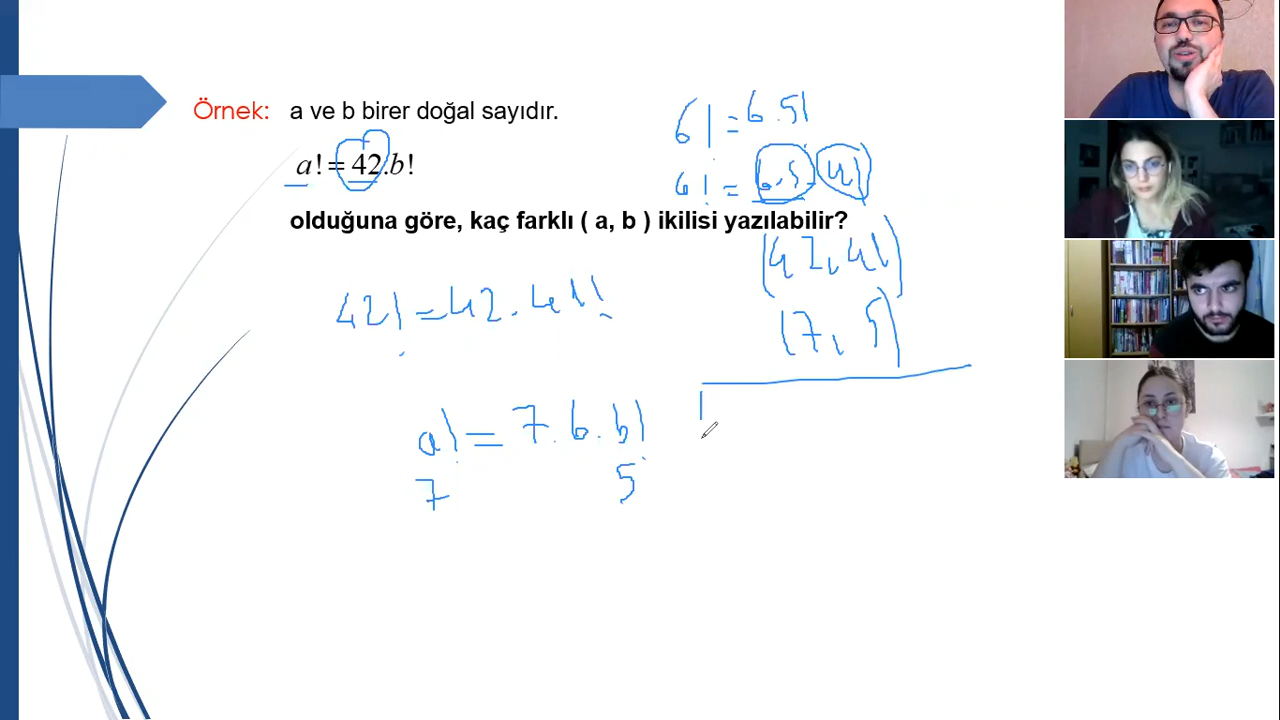 Örnek: a ve b birer doğal sayıdır.
a! = 42.b!
olduğuna göre, kaç farklı ( a, b ) ikilisi yazılabilir?
6! = 6.5!
6! = 6.5.4!
(42, 41)
(7, 5)
42! = 42.41!
a! = 7.6.b!
7 5